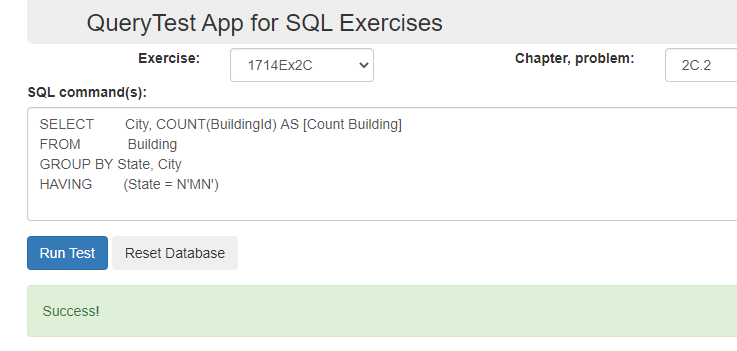 QueryTest App for SQL Exercises
Exercise: 1714Ex2C Chapter, problem: 2C.2
SQL command(s):
SELECT City, COUNT(BuildingId) AS [Count Building]
FROM Building
GROUP BY State, City
HAVING (State = N'MN')
Run Test Reset Database
Success!